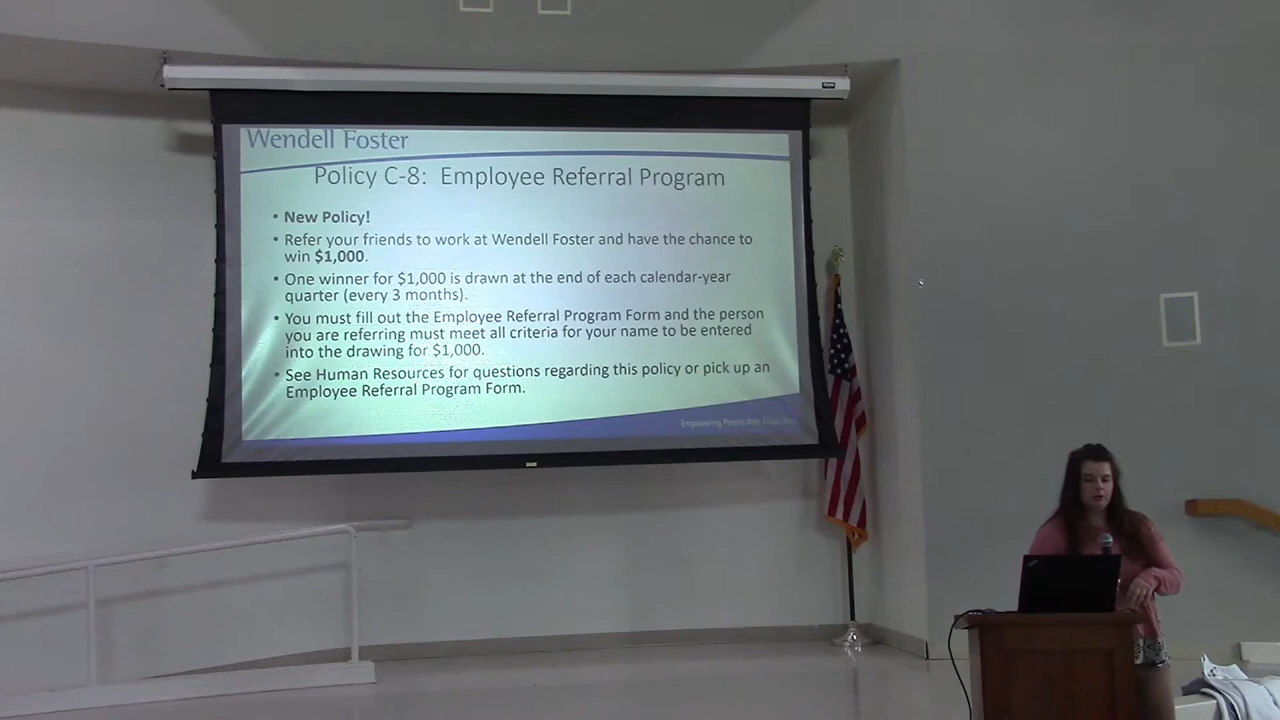 Wendell Foster
Policy C-8: Employee Referral Program
• New Policy!
• Refer your friends to work at Wendell Foster and have the chance to
win $1,000.
• One winner for $1,000 is drawn at the end of each calendar-year
quarter (every 3 months).
• You must fill out the Employee Referral Program Form and the person
you are referring must meet all criteria for your name to be entered
into the drawing for $1,000.
• See Human Resources for questions regarding this policy or pick up an
Employee Referral Program Form.
Empowering People With